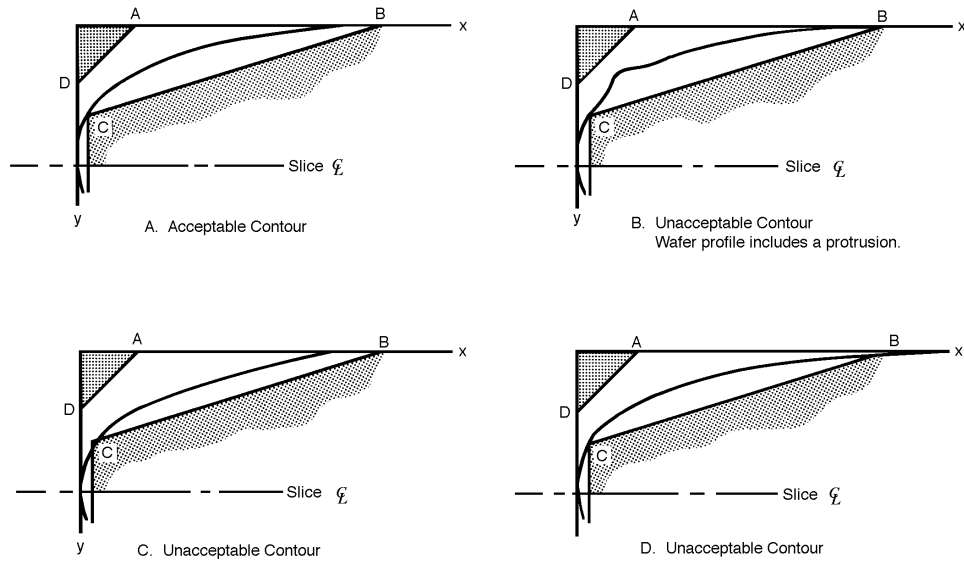 A B x
D
C
Slice ℄
y
A. Acceptable Contour
A B x
D
C
Slice ℄
y
B. Unacceptable Contour
Wafer profile includes a protrusion.
A B x
D
C
Slice ℄
y
C. Unacceptable Contour
A B x
D
C
Slice ℄
D. Unacceptable Contour